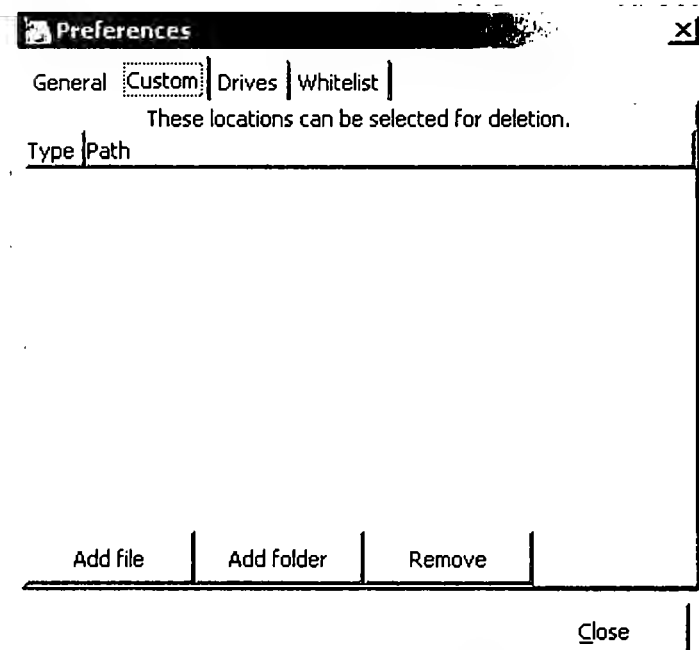 Preferences
General Custom Drives Whitelist
These locations can be selected for deletion.
Type Path
Add file Add folder Remove
Close